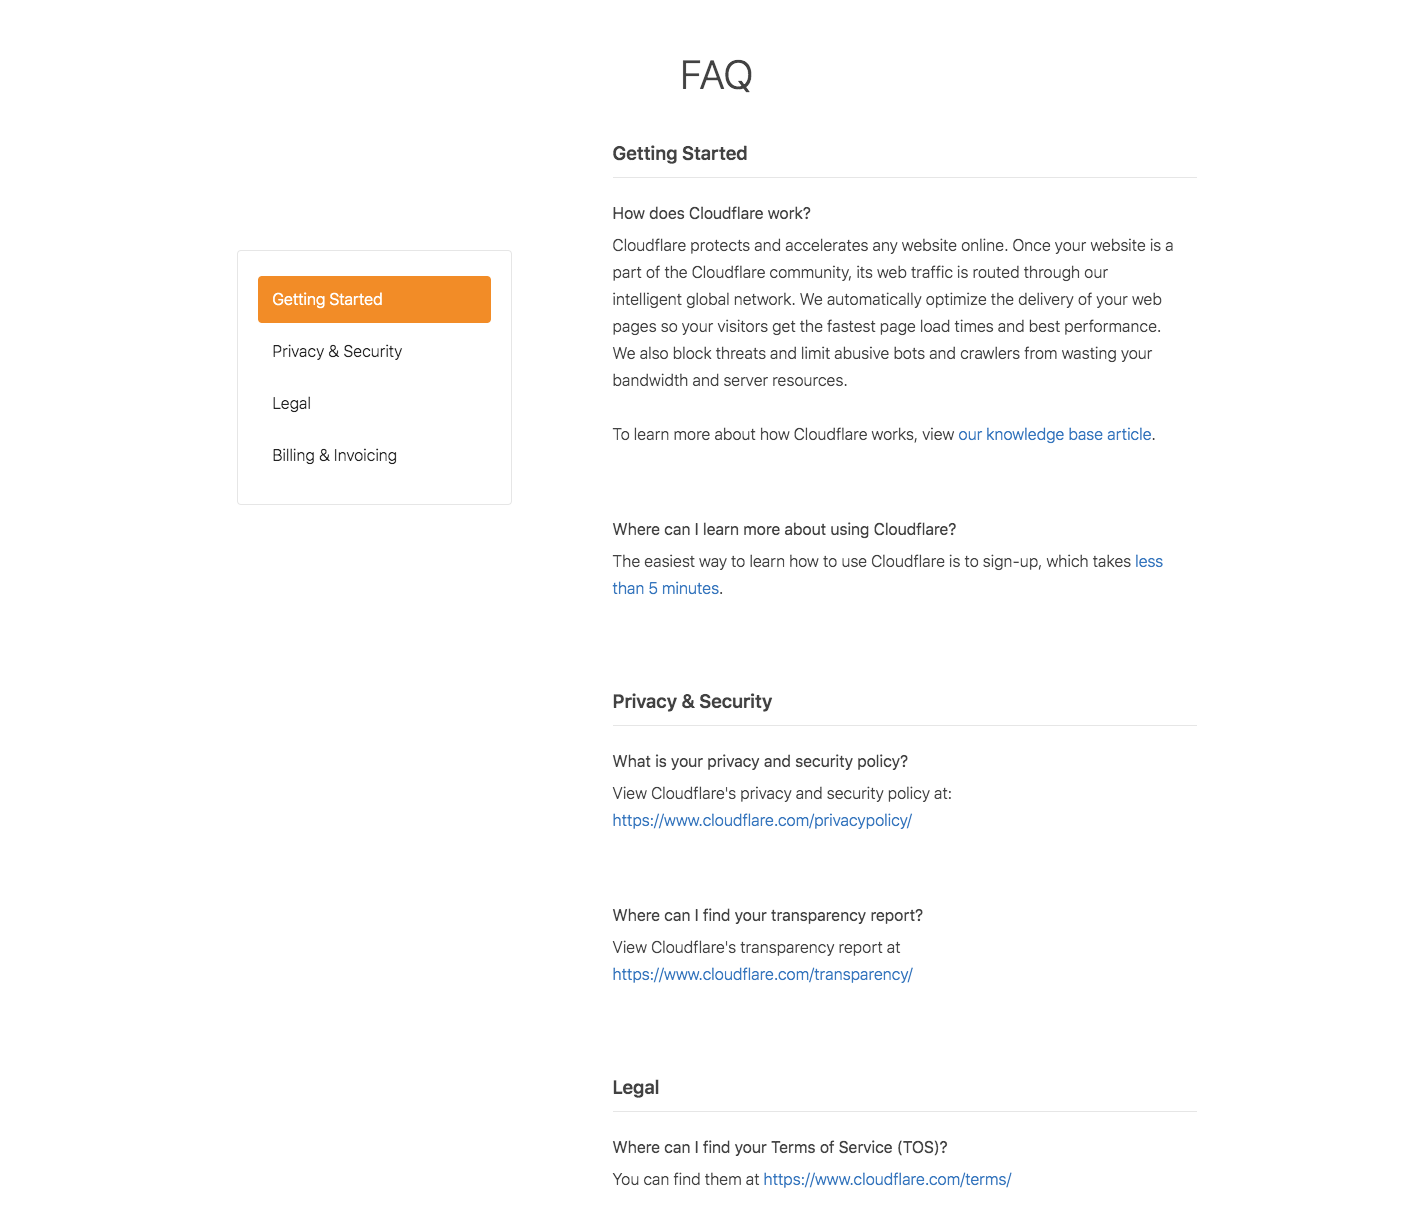 FAQ
Getting Started
Privacy & Security
Legal
Billing & Invoicing
Getting Started
How does Cloudflare work?
Cloudflare protects and accelerates any website online. Once your website is a
part of the Cloudflare community, its web traffic is routed through our
intelligent global network. We automatically optimize the delivery of your web
pages so your visitors get the fastest page load times and best performance.
We also block threats and limit abusive bots and crawlers from wasting your
bandwidth and server resources.
To learn more about how Cloudflare works, view our knowledge base article.
Where can I learn more about using Cloudflare?
The easiest way to learn how to use Cloudflare is to sign-up, which takes less
than 5 minutes.
Privacy & Security
What is your privacy and security policy?
View Cloudflare's privacy and security policy at:
https://www.cloudflare.com/privacypolicy/
Where can I find your transparency report?
View Cloudflare's transparency report at
https://www.cloudflare.com/transparency/
Legal
Where can I find your Terms of Service (TOS)?
You can find them at https://www.cloudflare.com/terms/